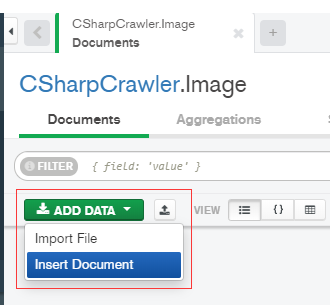 CSharpCrawler.Image
Documents
CSharpCrawler.Image
Documents Aggregations
FILTER { field: 'value' }
ADD DATA VIEW { }
Import File
Insert Document